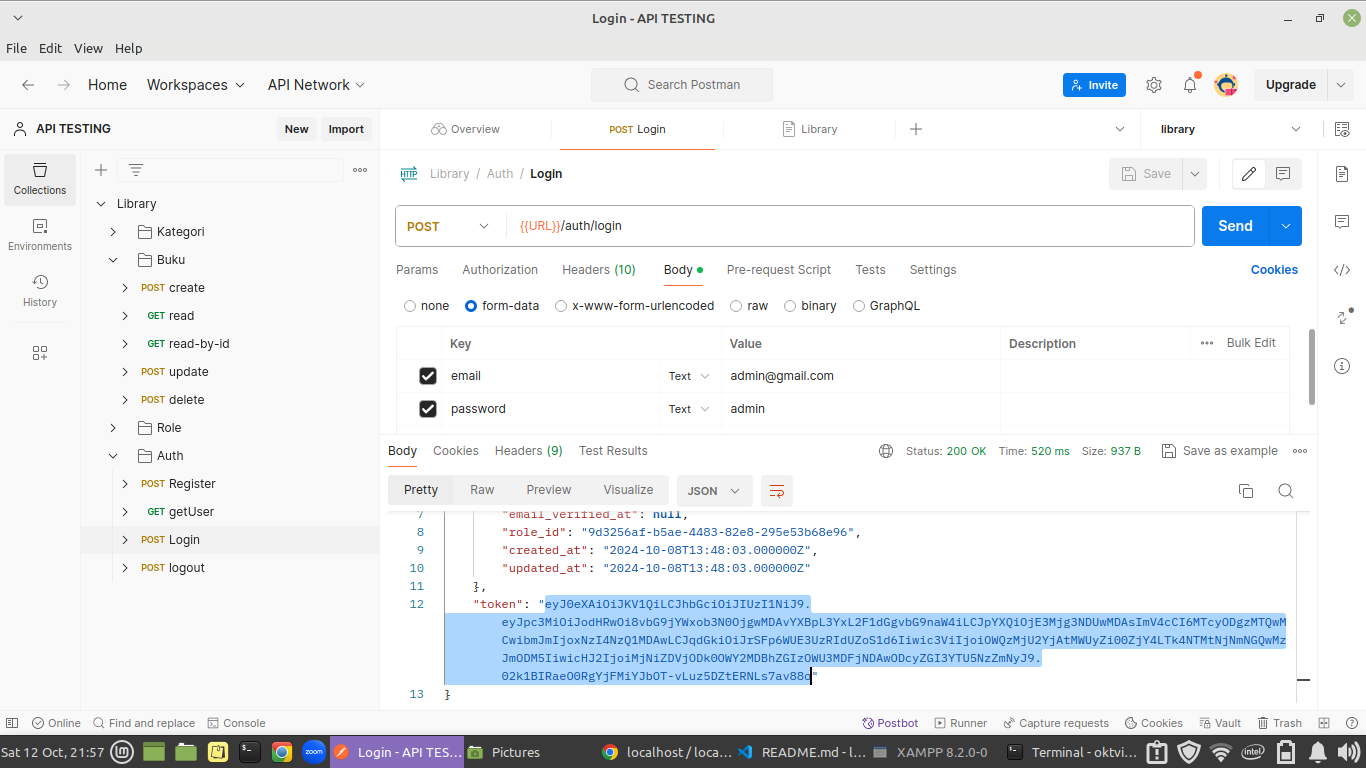 Login - API TESTING
File Edit View Help
Home Workspaces API Network Search Postman Invite Upgrade
API TESTING New Import Overview POST Login Library library
Collections
Environments
History
Library
Kategori
Buku
POST create
GET read
GET read-by-id
POST update
POST delete
Role
Auth
POST Register
GET getUser
POST Login
POST logout
Library / Auth / Login Save
POST {{URL}}/auth/login Send
Params Authorization Headers (10) Body Pre-request Script Tests Settings Cookies
none form-data x-www-form-urlencoded raw binary GraphQL
Key Value Description Bulk Edit
email Text admin@gmail.com
password Text admin
Body Cookies Headers (9) Test Results Status: 200 OK Time: 520 ms Size: 937 B Save as example
Pretty Raw Preview Visualize JSON
7 "email_verified_at": null,
8 "role_id": "9d3256af-b5ae-4483-82e8-295e53b68e96",
9 "created_at": "2024-10-08T13:48:03.000000Z",
10 "updated_at": "2024-10-08T13:48:03.000000Z"
11 },
12 "token": "eyJ0eXAiOiJKV1QiLCJhbGciOiJIUzI1NiJ9.
13 }
Online Find and replace Console Postbot Runner Capture requests Cookies Vault Trash
Sat 12 Oct, 21:57 zoom Login - API TES... Pictures localhost / loca... README.md - l... XAMPP 8.2.0-0 Terminal - oktvi... intel